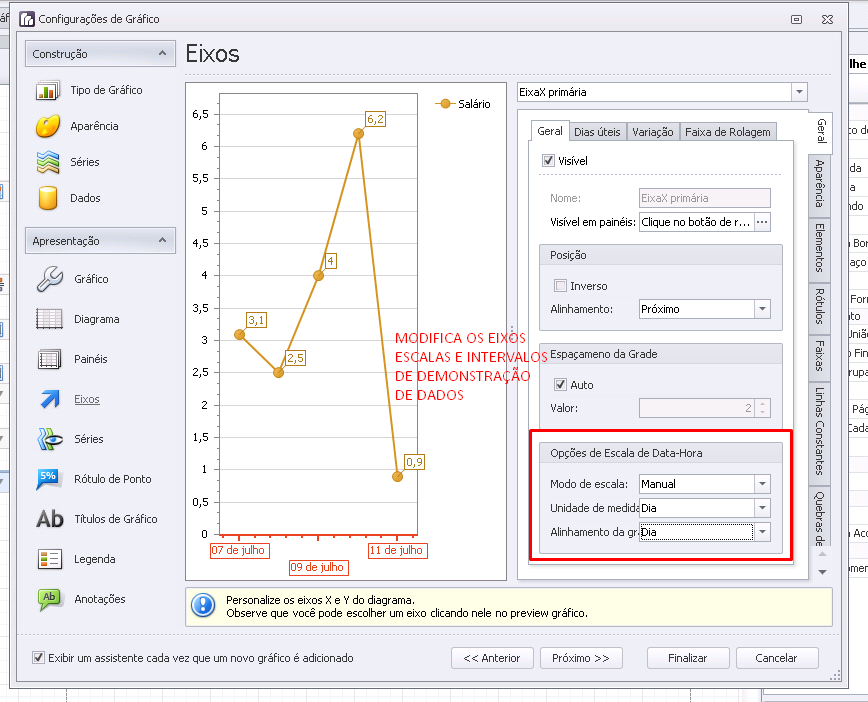 Configurações de Gráfico
Construção
Tipo de Gráfico
Aparência
Séries
Dados
Apresentação
Gráfico
Diagrama
Painéis
Eixos
Séries
5%
Rótulo de Ponto
Ab
Títulos de Gráfico
Legenda
Ab
Anotações
Eixos
6,5
6
5,5
5
4,5
4
3,5
3
2,5
2
1,5
1
0,5
0
3,1
2,5
4
6,2
0,9
07 de julho
09 de julho
11 de julho
Salário
MODIFICA OS EIXOS
ESCALAS E INTERVALOS
DE DEMONSTRAÇÃO
DE DADOS
EixaX primária
Geral
Dias úteis
Variação
Faixa de Rolagem
Visível
Nome:
EixaX primária
Visível em painéis:
Clique no botão de r...
Posição
Inverso
Alinhamento:
Próximo
Espaçameno da Grade
Auto
Valor:
2
Opções de Escala de Data-Hora
Modo de escala:
Manual
Unidade de medida
Dia
Alinhamento da gra
Dia
Geral
Aparência
Elementos
Rótulos
Faixas
Linhas Constantes
Quebras de
Personalize os eixos X e Y do diagrama.
Observe que você pode escolher um eixo clicando nele no preview gráfico.
Exibir um assistente cada vez que um novo gráfico é adicionado
<< Anterior
Próximo >>
Finalizar
Cancelar